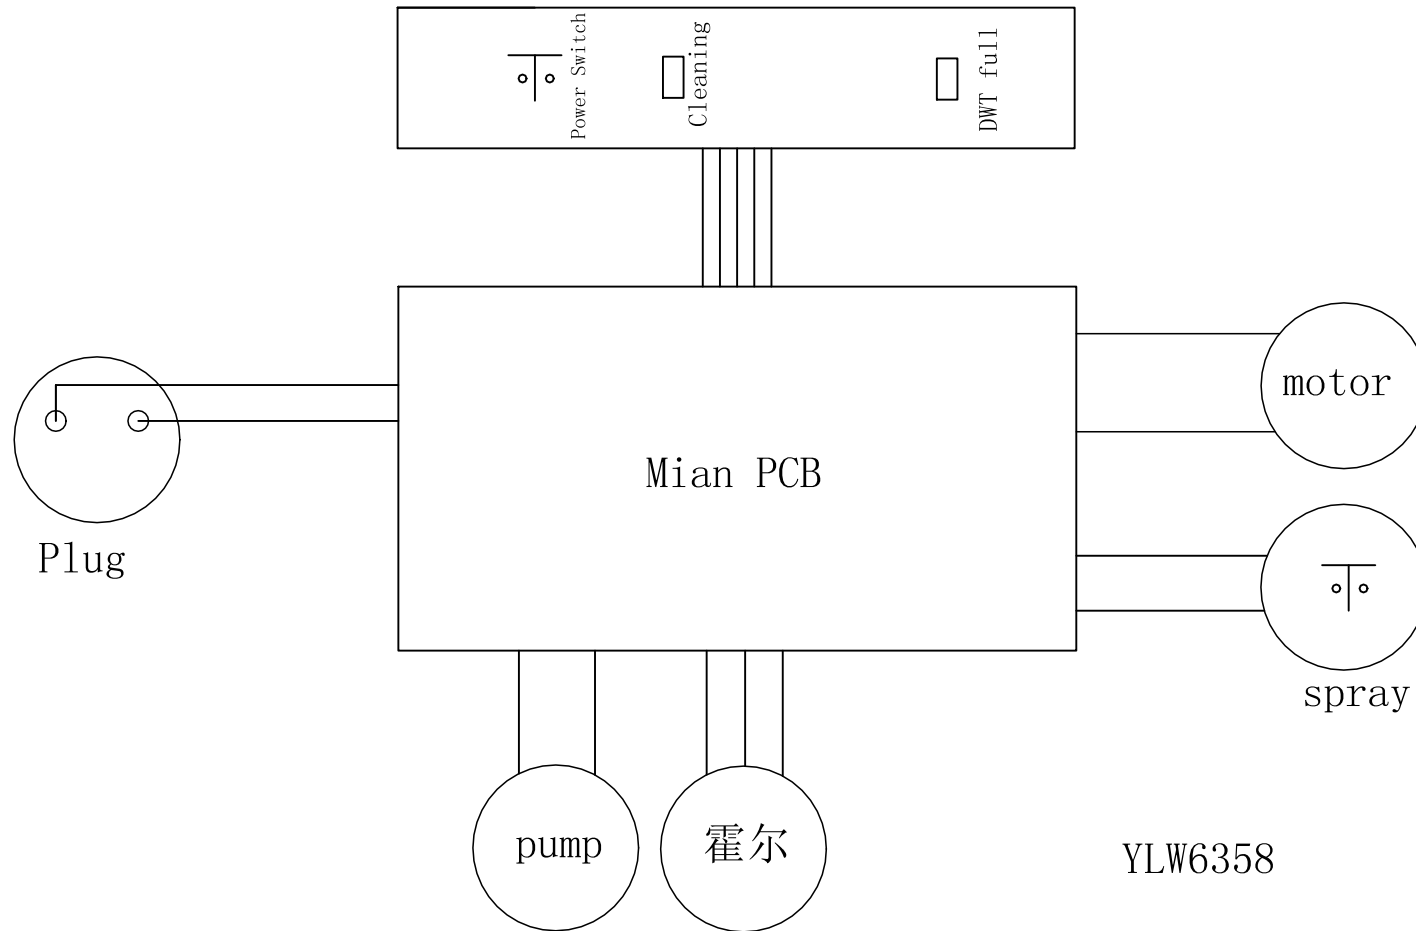 Power Switch
Cleaning
DWT full
motor
Mian PCB
Plug
spray
pump
霍尔
YLW6358